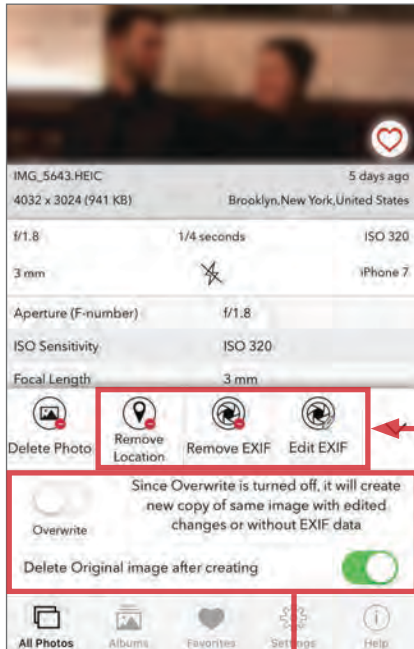 IMG_5643.HEIC 5 days ago
4032 x 3024 (941 KB) Brooklyn,New York,United States
f/1.8 1/4 seconds ISO 320
3 mm iPhone 7
Aperture (F-number) f/1.8
ISO Sensitivity ISO 320
Focal Length 3 mm
Delete Photo Remove Location Remove EXIF Edit EXIF
Since Overwrite is turned off, it will create
new copy of same image with edited
changes or without EXIF data
Overwrite
Delete Original image after creating
All Photos Albums Favorites Settings Help